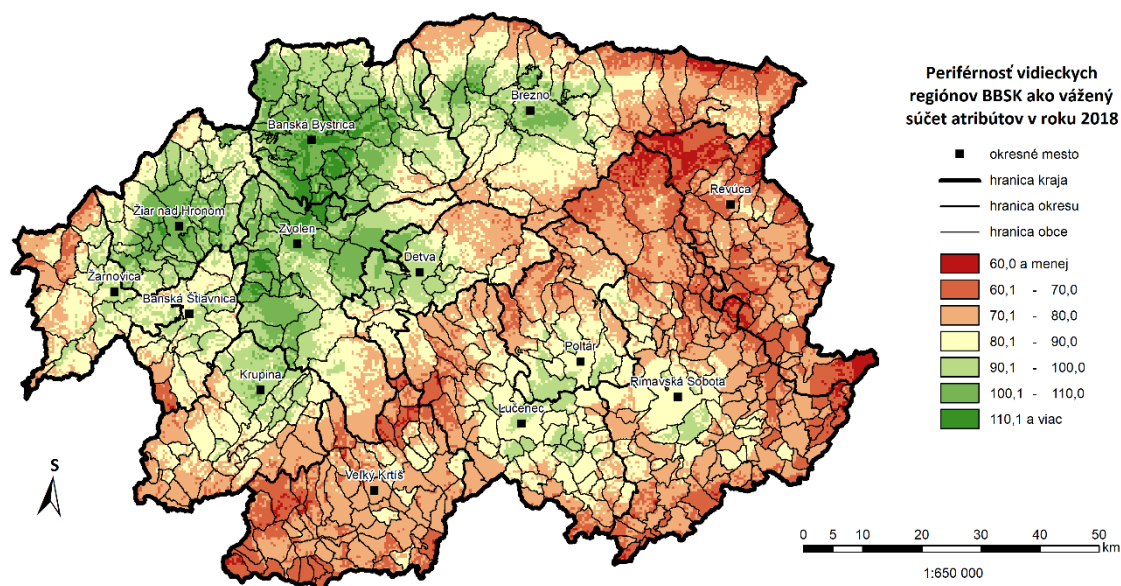 Periférnosť vidieckych
regiónov BBSK ako vážený
súčet atribútov v roku 2018
okresné mesto
hranica kraja
hranica okresu
hranica obce
60,0 a menej
60,1 - 70,0
70,1 - 80,0
80,1 - 90,0
90,1 - 100,0
100,1 - 110,0
110,1 a viac
Brezno
Banská Bystrica
Revúca
Žiar nad Hronom
Zvolen
Detva
Žarnovica
Banská Štiavnica
Poltár
Krupina
Rimavská Sobota
Lučenec
Veľký Krtíš
S
0 5 10 20 30 40 50
km
1:650 000